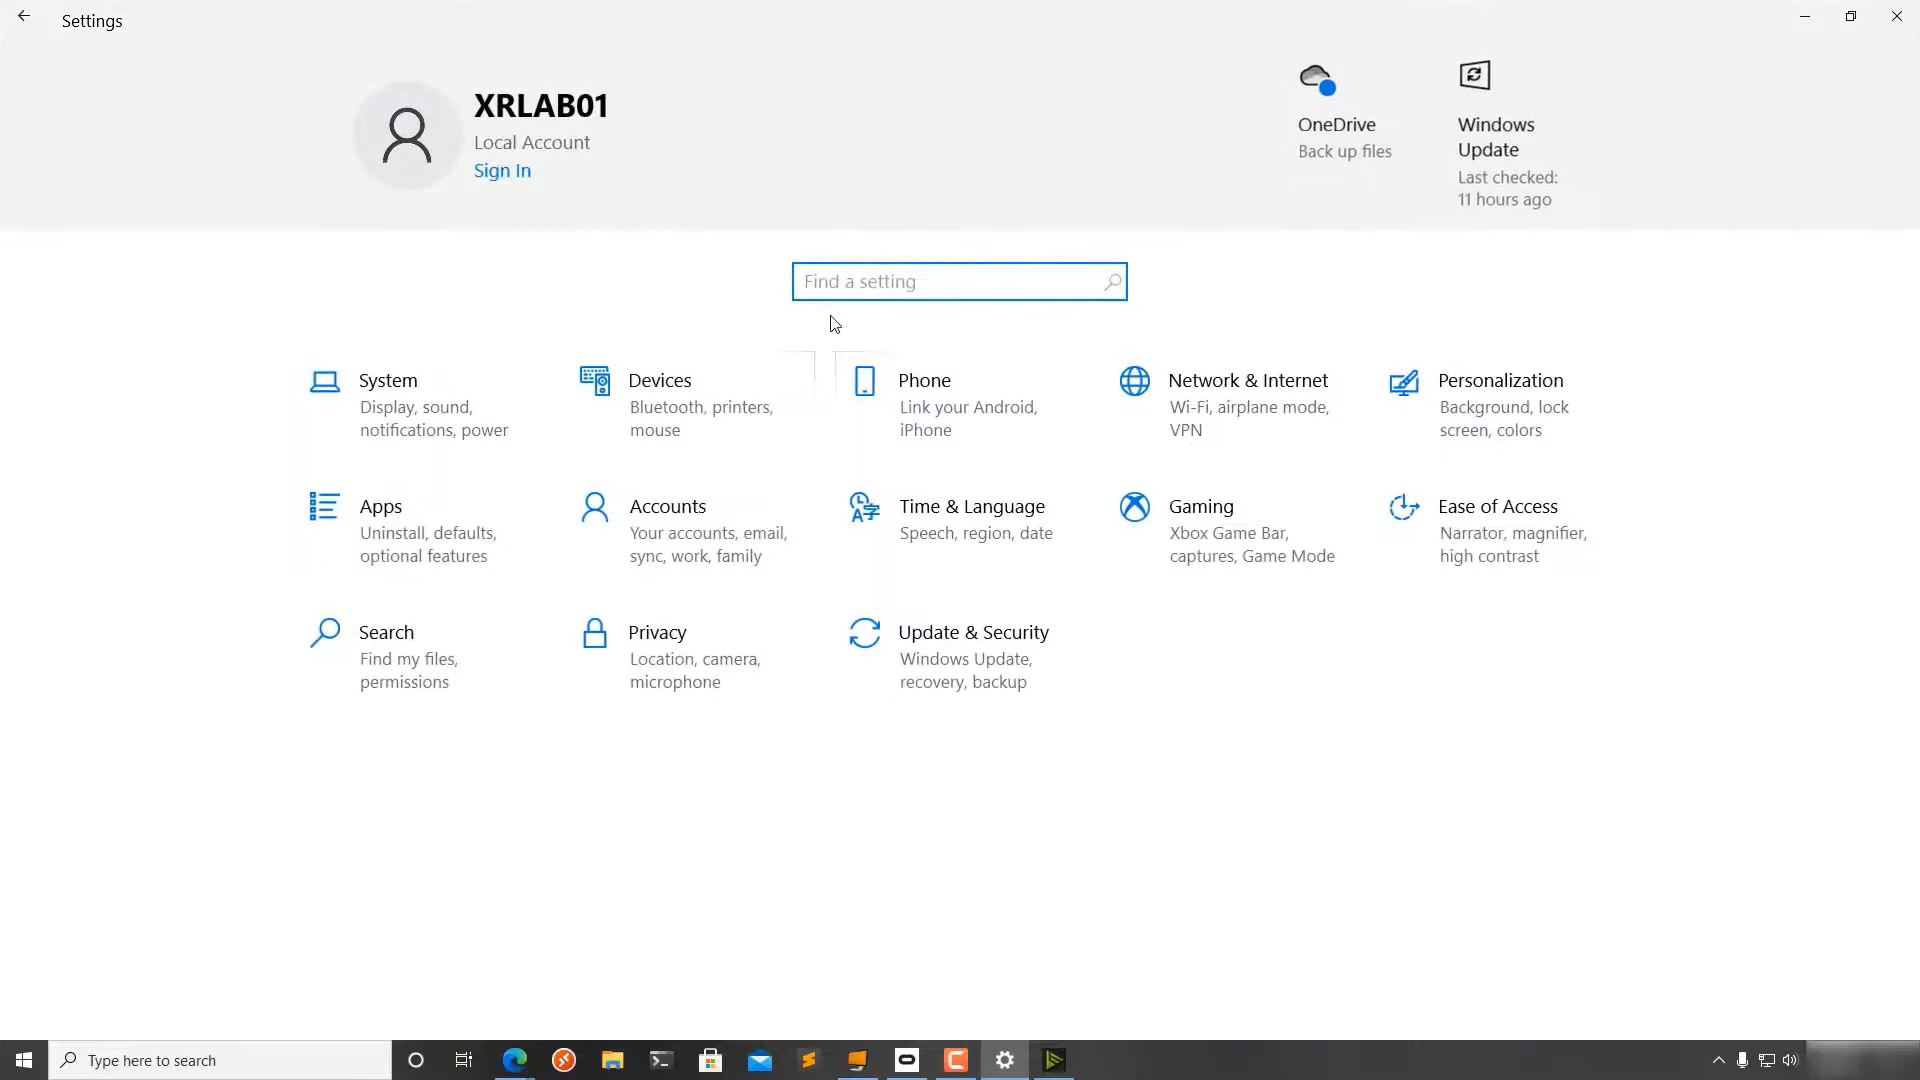 Settings
XRLAB01
Local Account
Sign In
OneDrive
Back up files
Windows
Update
Last checked:
11 hours ago
Find a setting
System
Display, sound,
notifications, power
Devices
Bluetooth, printers,
mouse
Phone
Link your Android,
iPhone
Network & Internet
Wi-Fi, airplane mode,
VPN
Personalization
Background, lock
screen, colors
Apps
Uninstall, defaults,
optional features
Accounts
Your accounts, email,
sync, work, family
Time & Language
Speech, region, date
Gaming
Xbox Game Bar,
captures, Game Mode
Ease of Access
Narrator, magnifier,
high contrast
Search
Find my files,
permissions
Privacy
Location, camera,
microphone
Update & Security
Windows Update,
recovery, backup
Type here to search